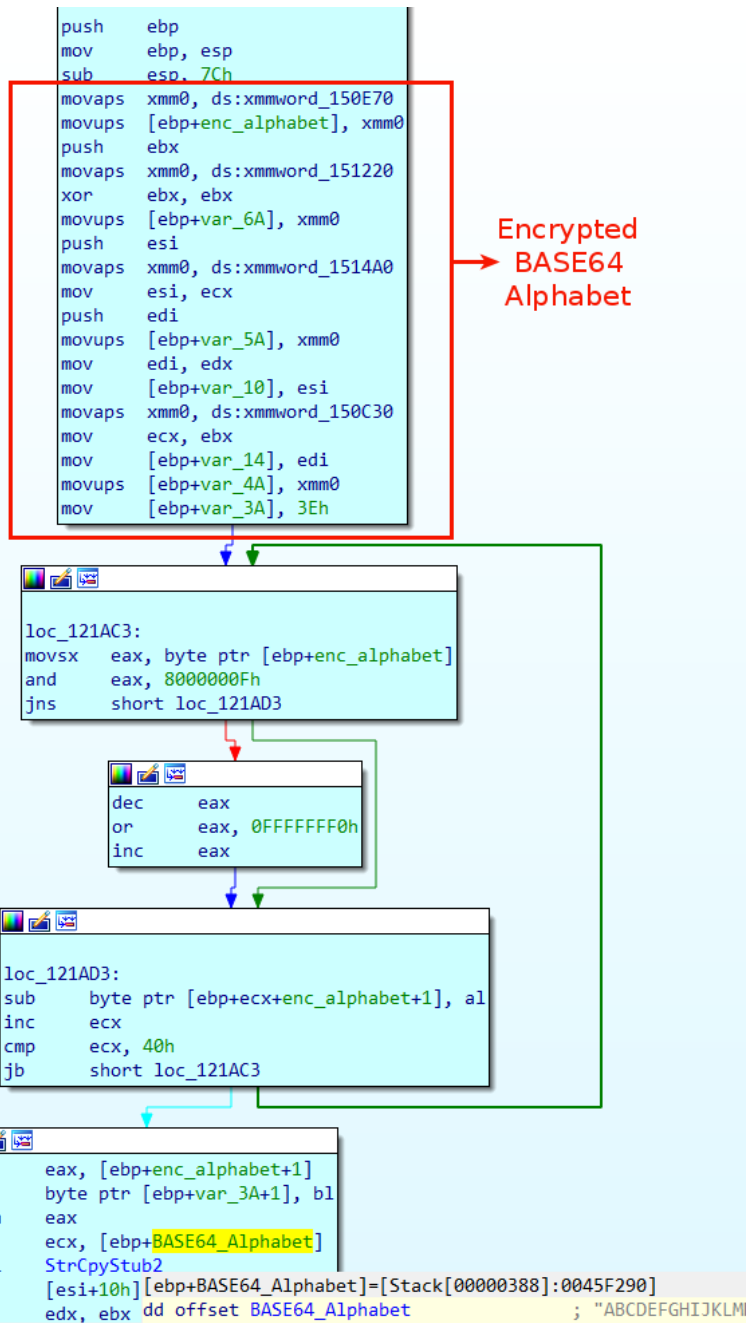 push ebp
mov ebp, esp
sub esp, 7Ch
movaps xmm0, ds:xmmword_150E70
movups [ebp+enc_alphabet], xmm0
push ebx
movaps xmm0, ds:xmmword_151220
xor ebx, ebx
movups [ebp+var_6A], xmm0
push esi
movaps xmm0, ds:xmmword_1514A0
mov esi, ecx
push edi
movups [ebp+var_5A], xmm0
mov edi, edx
mov [ebp+var_10], esi
movaps xmm0, ds:xmmword_150C30
mov ecx, ebx
mov [ebp+var_14], edi
movups [ebp+var_4A], xmm0
mov [ebp+var_3A], 3Eh
Encrypted
BASE64
Alphabet
loc_121AC3:
movsx eax, byte ptr [ebp+enc_alphabet]
and eax, 8000000Fh
jns short loc_121AD3
dec eax
or eax, 0FFFFFFF0h
inc eax
loc_121AD3:
sub byte ptr [ebp+ecx+enc_alphabet+1], al
inc ecx
cmp ecx, 40h
jb short loc_121AC3
eax, [ebp+enc_alphabet+1]
byte ptr [ebp+var_3A+1], bl
eax
ecx, [ebp+BASE64_Alphabet]
StrCpyStub2
[esi+10h]
[ebp+BASE64_Alphabet]=[Stack[00000388]:0045F290]
edx, ebx
dd offset BASE64_Alphabet ; "ABCDEFGHIJKLM